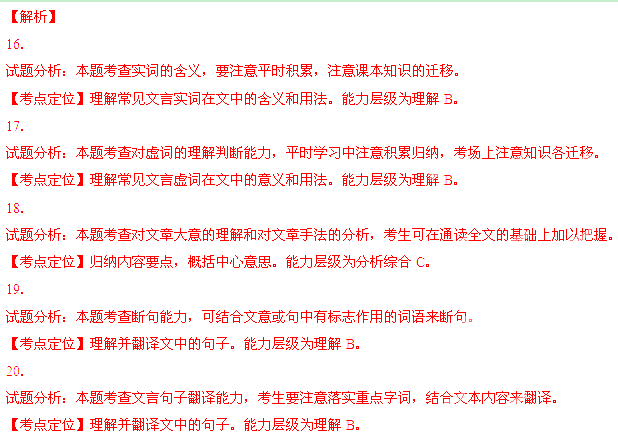 【解析】
16.
试题分析：本题考查实词的含义，要注意平时积累，注意课本知识的迁移。
【考点定位】理解常见文言实词在文中的含义和用法。能力层级为理解 B。
17.
试题分析：本题考查对虚词的理解判断能力，平时学习中注意积累归纳，考场上注意知识各迁移。
【考点定位】理解常见文言虚词在文中的意义和用法。能力层级为理解 B。
18.
试题分析：本题考查对文章大意的理解和对文章手法的分析，考生可在通读全文的基础上加以把握。
【考点定位】归纳内容要点，概括中心意思。能力层级为分析综合 C。
19.
试题分析：本题考查断句能力，可结合文意或句中有标志作用的词语来断句。
【考点定位】理解并翻译文中的句子。能力层级为理解 B。
20.
试题分析：本题考查文言句子翻译能力，考生要注意落实重点字词，结合文本内容来翻译。
【考点定位】理解并翻译文中的句子。能力层级为理解 B。